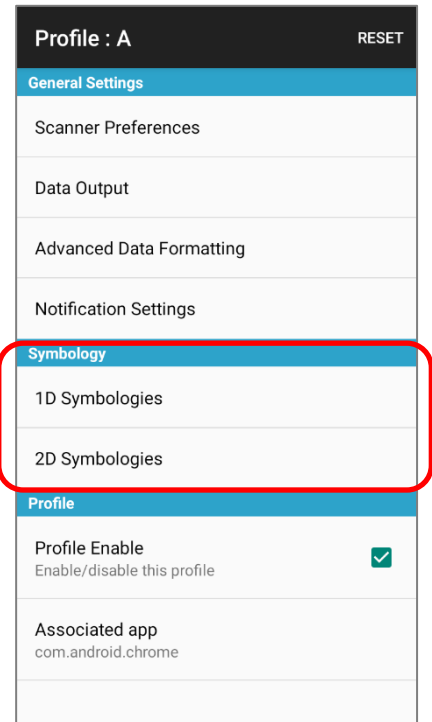 Profile : A RESET
General Settings
Scanner Preferences
Data Output
Advanced Data Formatting
Notification Settings
Symbology
1D Symbologies
2D Symbologies
Profile
Profile Enable
Enable/disable this profile
Associated app
com.android.chrome